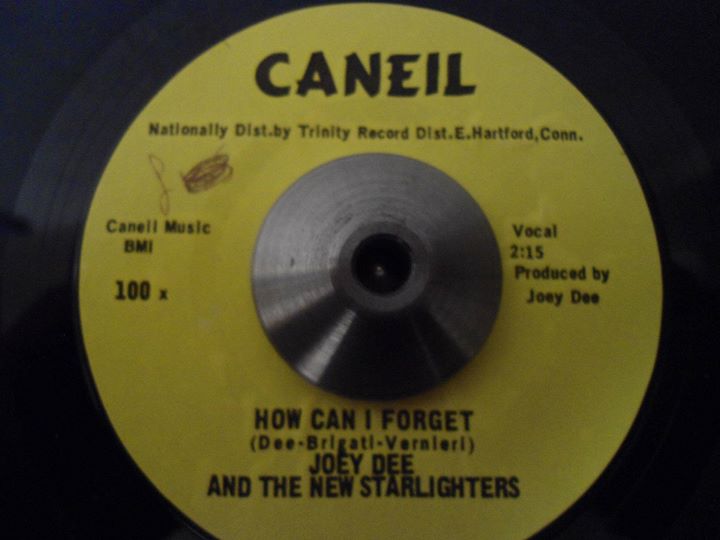 CANEIL
Nationally Dist.by Trinity Record Dist.E.Hartford,Conn.
Caneil Music
BMI
100 x
Vocal
2:15
Produced by
Joey Dee
HOW CAN I FORGET
(Dee-Brigati-Vernieri)
JOEY DEE
AND THE NEW STARLIGHTERS